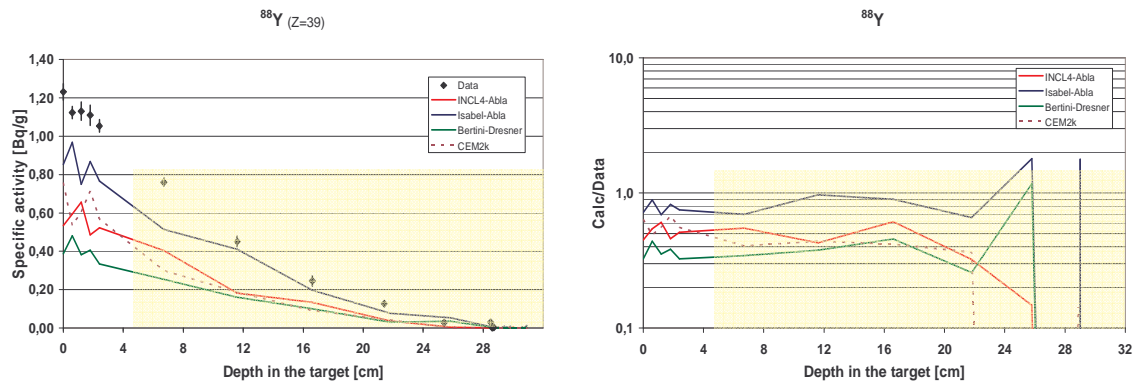 ⁸⁸Y (Z=39)
Specific activity [Bq/g]
1,40
1,20
1,00
0,80
0,60
0,40
0,20
0,00
0 4 8 12 16 20 24 28
Depth in the target [cm]
Data
INCL4-Abla
Isabel-Abla
Bertini-Dresner
CEM2k
⁸⁸Y
Calc/Data
10,0
1,0
0,1
0 4 8 12 16 20 24 28 32
Depth in the target [cm]
INCL4-Abla
Isabel-Abla
Bertini-Dresner
CEM2k